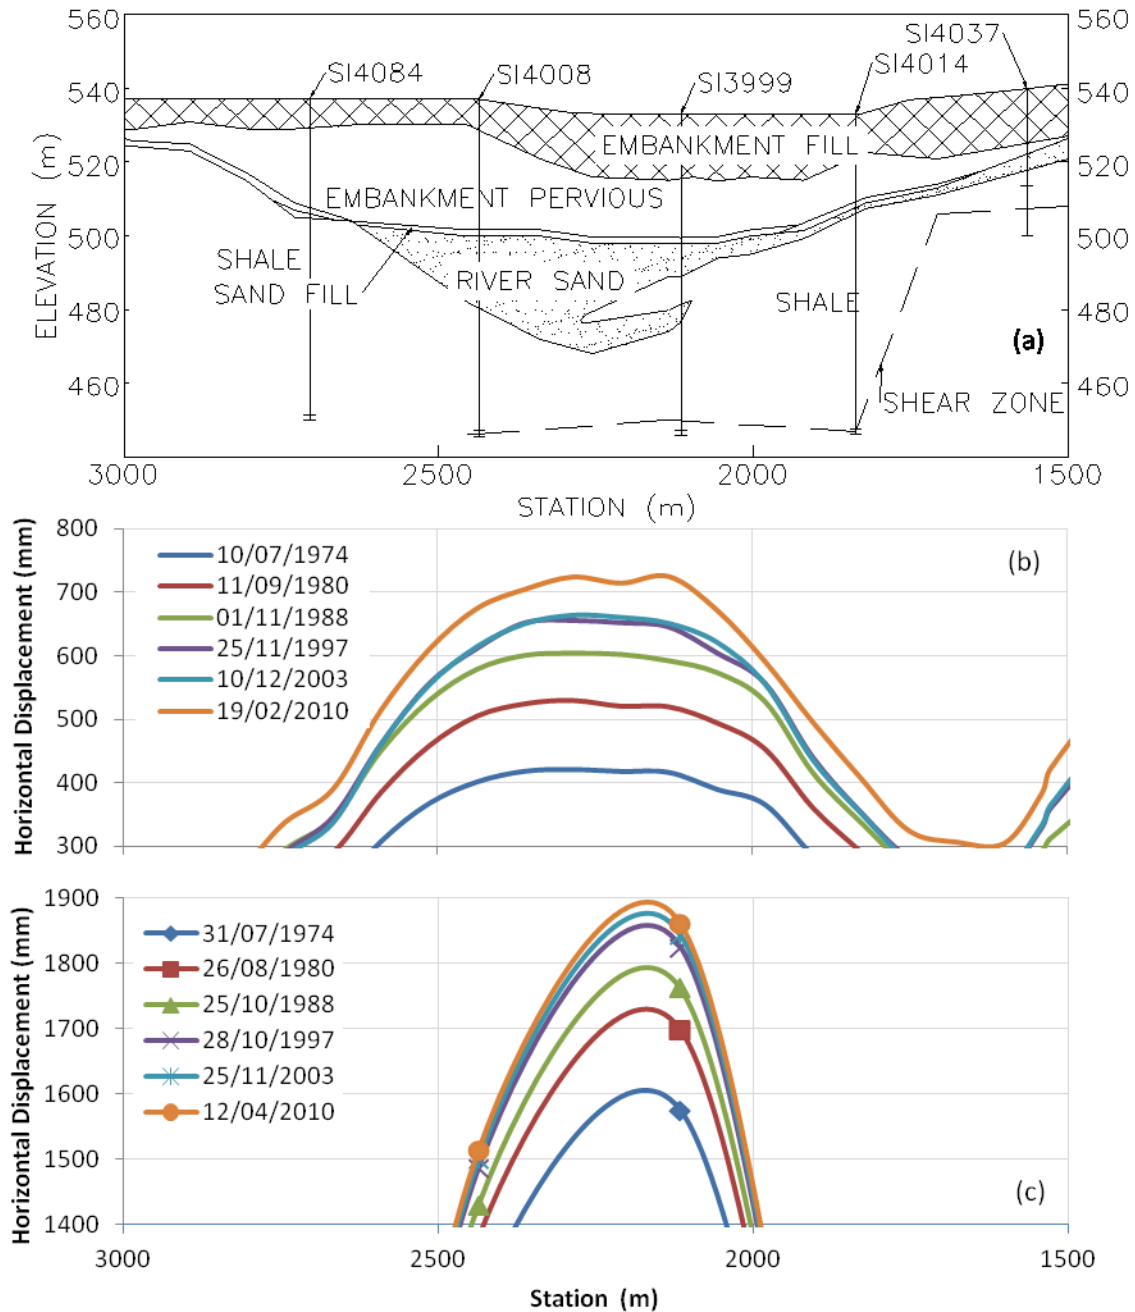 560
540
520
500
480
460
ELEVATION (m)
SI4084
SI4008
SI3999
SI4037
SI4014
560
540
520
500
480
460
EMBANKMENT FILL
EMBANKMENT PERVIOUS
SHALE
SAND FILL
RIVER SAND
SHALE
(a)
SHEAR ZONE
3000
2500
2000
1500
STATION (m)
Horizontal Displacement (mm)
800
700
600
500
400
300
10/07/1974
11/09/1980
01/11/1988
25/11/1997
10/12/2003
19/02/2010
(b)
Horizontal Displacement (mm)
1900
1800
1700
1600
1500
1400
31/07/1974
26/08/1980
25/10/1988
28/10/1997
25/11/2003
12/04/2010
(c)
3000
2500
2000
1500
Station (m)